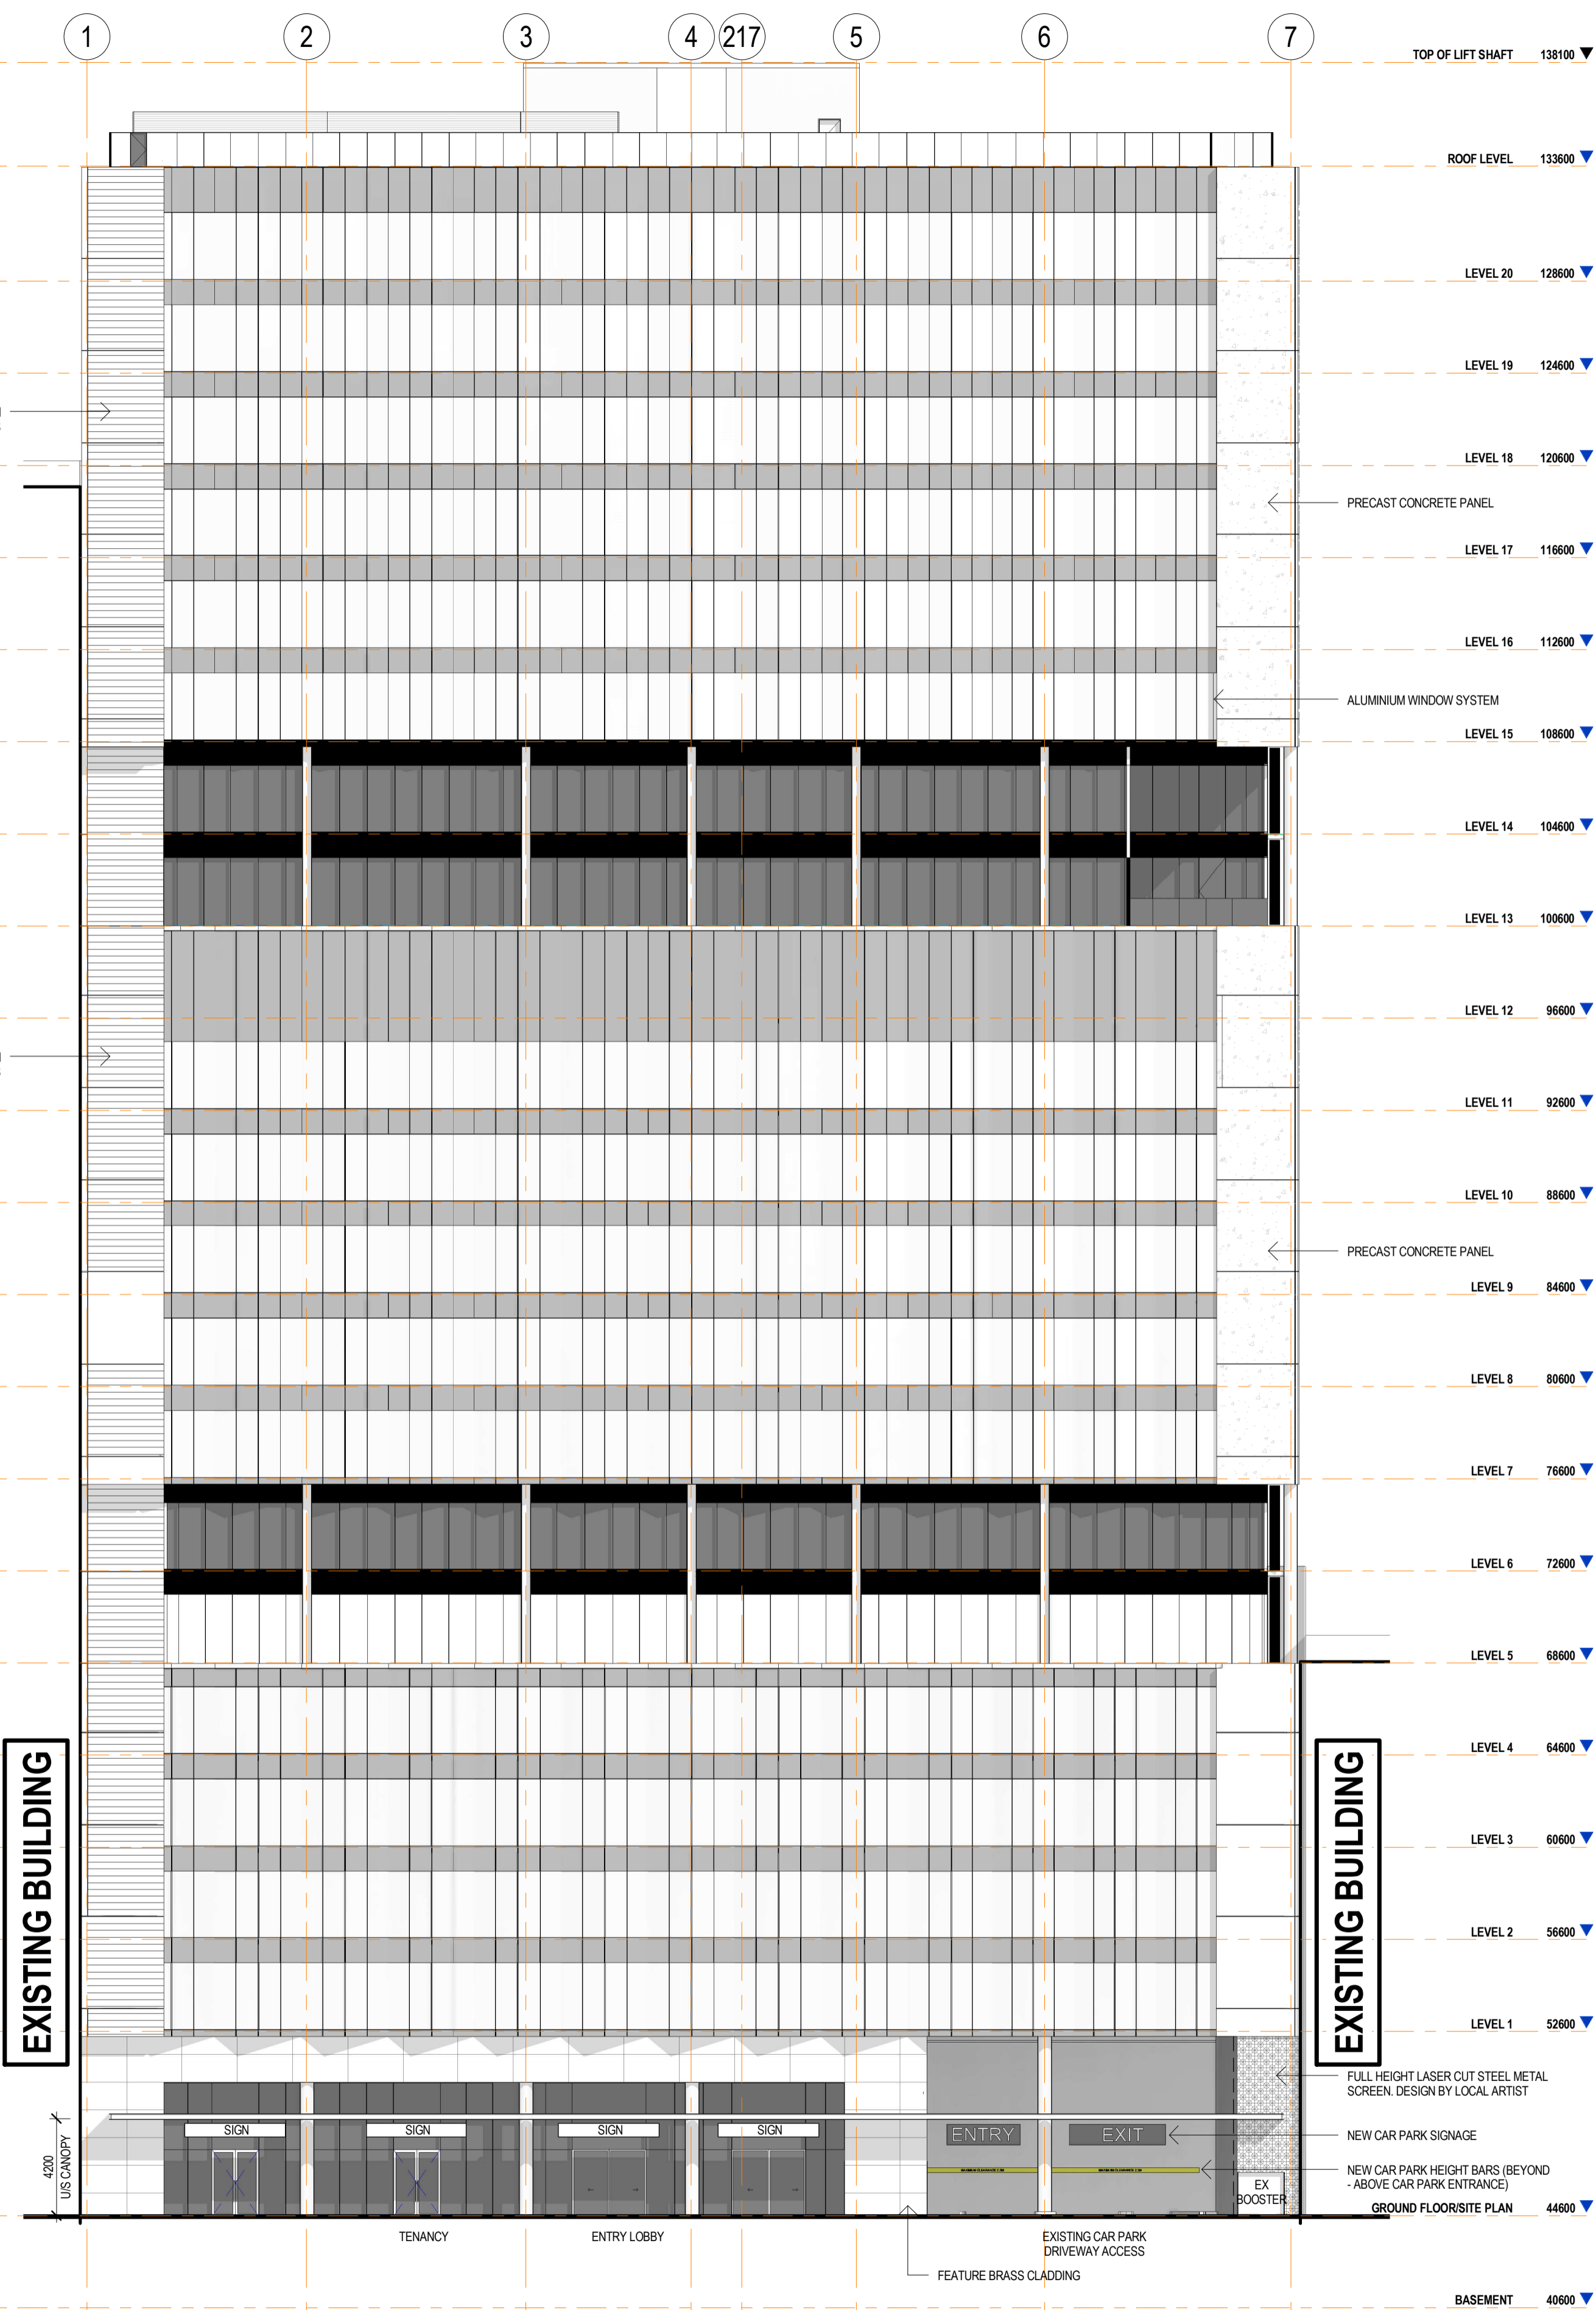 1 2 3 4 217 5 6 7
TOP OF LIFT SHAFT 138100
ROOF LEVEL 133600
LEVEL 20 128600
LEVEL 19 124600
LEVEL 18 120600
PRECAST CONCRETE PANEL
LEVEL 17 116600
LEVEL 16 112600
ALUMINIUM WINDOW SYSTEM
LEVEL 15 108600
LEVEL 14 104600
LEVEL 13 100600
LEVEL 12 96600
LEVEL 11 92600
LEVEL 10 88600
PRECAST CONCRETE PANEL
LEVEL 9 84600
LEVEL 8 80600
LEVEL 7 76600
LEVEL 6 72600
LEVEL 5 68600
LEVEL 4 64600
EXISTING BUILDING
EXISTING BUILDING
LEVEL 3 60600
LEVEL 2 56600
LEVEL 1 52600
FULL HEIGHT LASER CUT STEEL METAL
SCREEN. DESIGN BY LOCAL ARTIST
SIGN SIGN SIGN SIGN
ENTRY EXIT
NEW CAR PARK SIGNAGE
4200
U/S CANOPY
NEW CAR PARK HEIGHT BARS (BEYOND
- ABOVE CAR PARK ENTRANCE)
EX
BOOSTER
GROUND FLOOR/SITE PLAN 44600
TENANCY
ENTRY LOBBY
EXISTING CAR PARK
DRIVEWAY ACCESS
FEATURE BRASS CLADDING
BASEMENT 40600